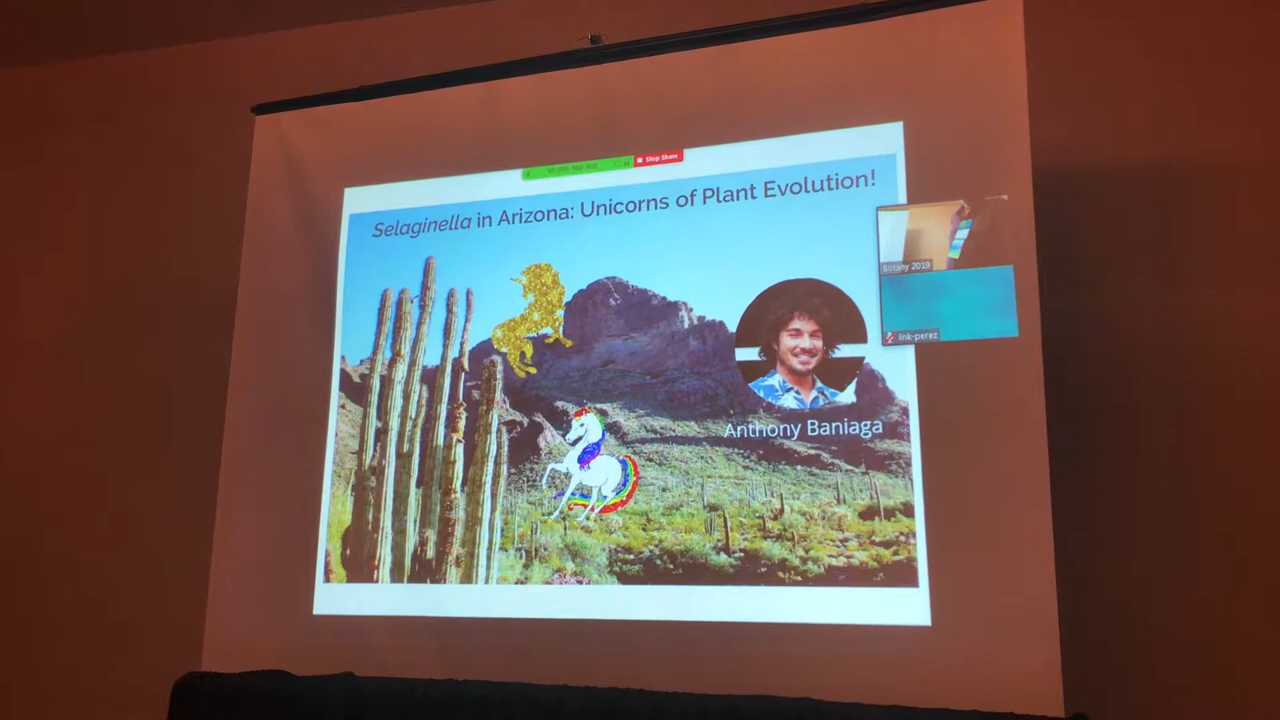 Stop Share
Selaginella in Arizona: Unicorns of Plant Evolution!
Botany 2019
link-perez
Anthony Baniaga